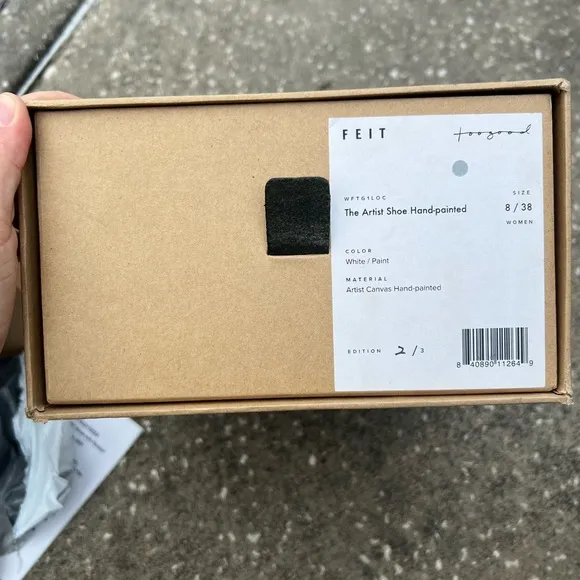 FEIT toogood
WFTG1LOC
The Artist Shoe Hand-painted
SIZE
8 / 38
WOMEN
COLOR
White / Paint
MATERIAL
Artist Canvas Hand-painted
EDITION 2 / 3
8 40890 11264 9